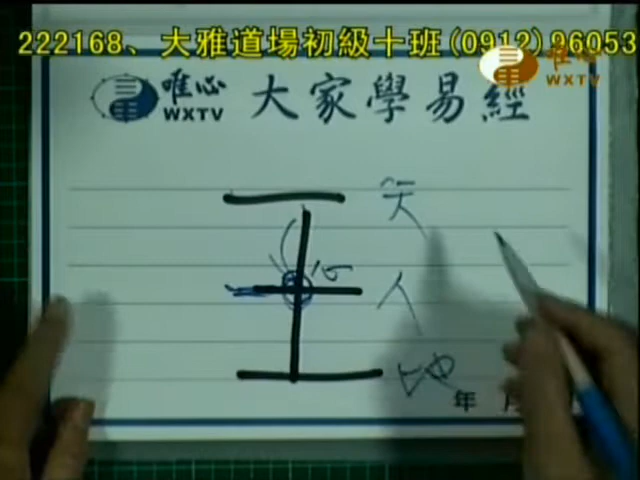 222168、大雅道場初級十班(0912)96053
唯心
WXTV
唯心
WXTV
大家學易經
王
天
心
人
地
年 月